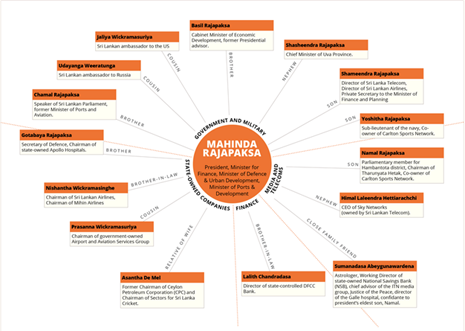 Basil Rajapaksa
Cabinet Minister of Economic
Development, former Presidential
advisor.
BROTHER
Jaliya Wickramasuriya
Sri Lankan ambassador to the US
COUSIN
Shasheendra Rajapaksa
Chief Minister of Uva Province.
NEPHEW
Udayanga Weeratunga
Sri Lankan ambassador to Russia
COUSIN
Shameendra Rajapaksa
Director of Sri Lanka Telecom,
Director of Sri Lankan Airlines,
Private Secretary to the Minister of
Finance and Planning
SON
Chamal Rajapaksa
Speaker of Sri Lankan Parliament,
former Minister of Ports and
Aviation.
BROTHER
Yoshitha Rajapaksa
Sub-lieutenant of the navy, Co-
owner of Carlton Sports Network.
SON
Gotabaya Rajapaksa
Secretary of Defence, Chairman of
state-owned Apollo Hospitals.
BROTHER
Namal Rajapaksa
Parliamentary member for
Hambantota district, Chairman of
Tharunyata Hetak, co-owner of
Carlton Sports Network.
SON
GOVERNMENT AND MILITARY
MEDIA AND
TELECOMS
FINANCE
STATE-OWNED COMPANIES
MAHINDA
RAJAPAKSA
President, Minister for
Finance, Minister of Defence
& Urban Development,
Minister of Ports &
Development
Nishantha Wickramasinghe
Chairman of Sri Lankan Airlines,
Chairman of Mihin Airlines
BROTHER-IN-LAW
Himal Leleendra Hettiarachchi
CEO of Sky Networks
(owned by Sri Lankan Telecom).
NEPHEW
Prasanna Wickramasuriya
Chairman of government-owned
Airport and Aviation Services Group
COUSIN
Azantha De Mel
Former Chairman of Ceylon
Petroleum Corporation (CPC) and
Chairman of Sectors for Sri Lanka
Cricket.
RELATIVE OF WIFE
Lalith Chandradasa
Director of state-controlled DFCC
Bank.
BROTHER-IN-LAW
Sumanadasa Abeygunawardena
Astrologer, Working Director of
state-owned National Savings Bank
(NSB), chief advisor of the ITN media
group, Justice of the Peace, director of
the Galle hospital, confidante to
president's eldest son, Namal.
CLOSE FAMILY FRIEND